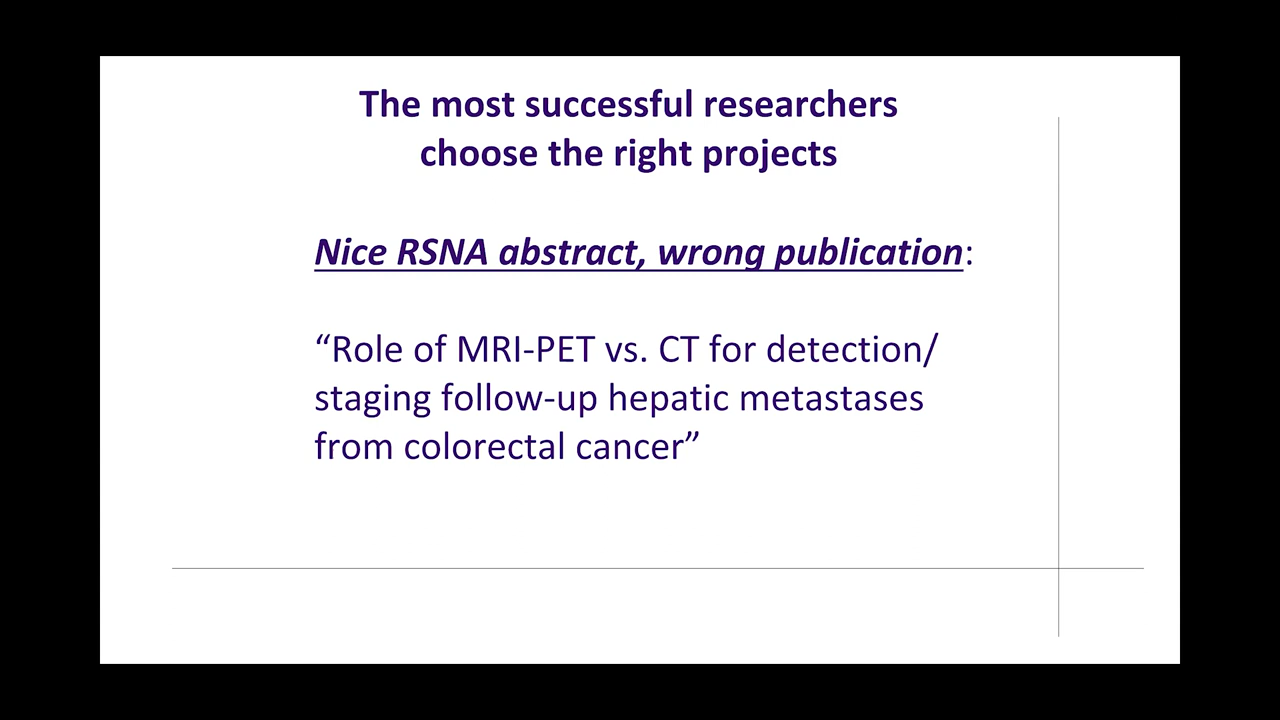 The most successful researchers
choose the right projects
Nice RSNA abstract, wrong publication:
“Role of MRI-PET vs. CT for detection/
staging follow-up hepatic metastases
from colorectal cancer”